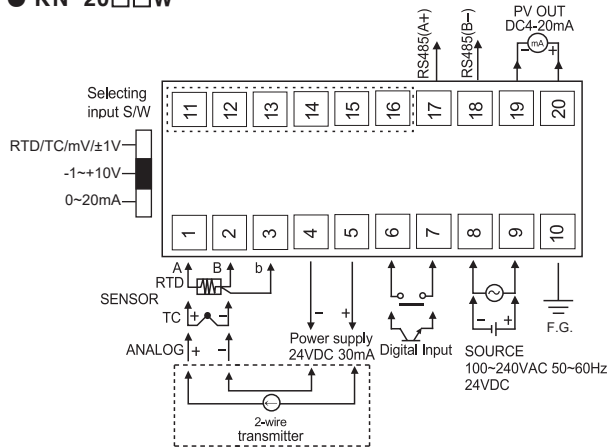 PV OUT
DC4-20mA
RS485(A+)
RS485(B−)
mA
− +
Selecting
input S/W
11 12 13 14 15 16 17 18 19 20
RTD/TC/mV/±1V
-1~+10V
0~20mA
1 2 3 4 5 6 7 8 9 10
A B b
RTD
SENSOR
TC + −
ANALOG + −
− +
Power supply
24VDC 30mA
Digital Input
− +
SOURCE
100~240VAC 50~60Hz
24VDC
F.G.
2-wire
transmitter